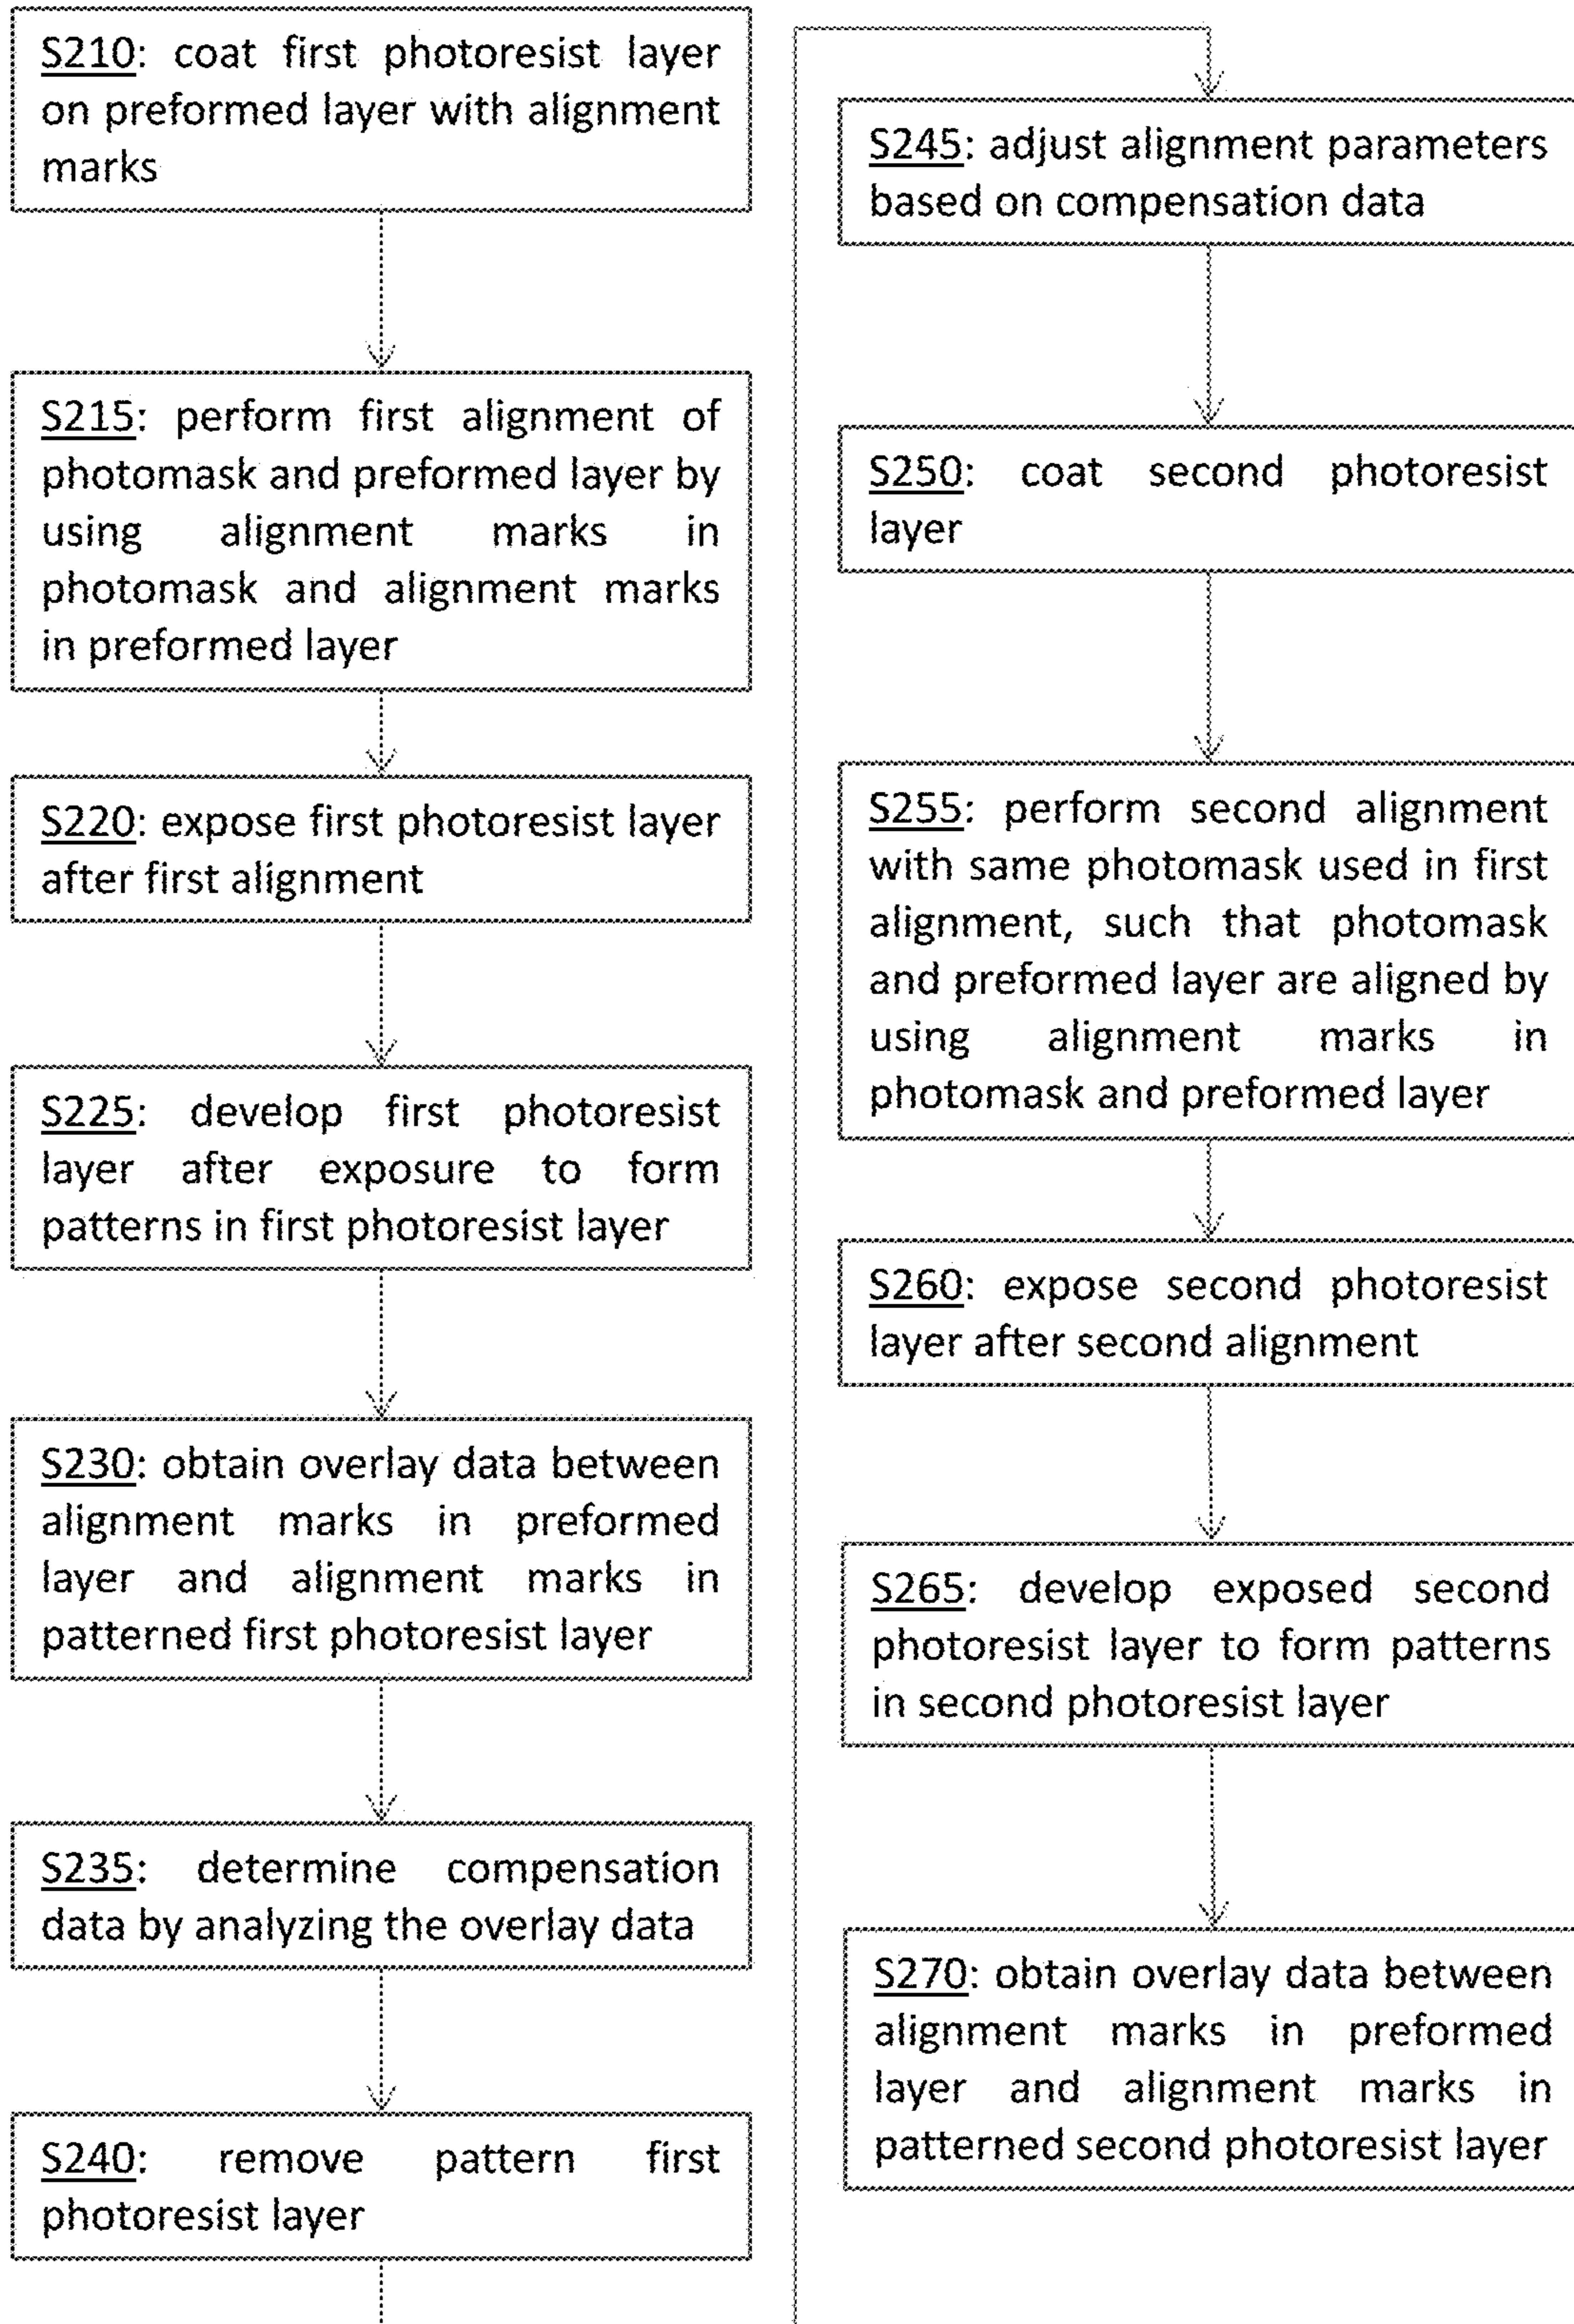 S210: coat first photoresist layer
on preformed layer with alignment
marks
S215: perform first alignment of
photomask and preformed layer by
using alignment marks in
photomask and alignment marks
in preformed layer
S220: expose first photoresist layer
after first alignment
S225: develop first photoresist
layer after exposure to form
patterns in first photoresist layer
S230: obtain overlay data between
alignment marks in preformed
layer and alignment marks in
patterned first photoresist layer
S235: determine compensation
data by analyzing the overlay data
S240: remove pattern first
photoresist layer
S245: adjust alignment parameters
based on compensation data
S250: coat second photoresist
layer
S255: perform second alignment
with same photomask used in first
alignment, such that photomask
and preformed layer are aligned by
using alignment marks in
photomask and preformed layer
S260: expose second photoresist
layer after second alignment
S265: develop exposed second
photoresist layer to form patterns
in second photoresist layer
S270: obtain overlay data between
alignment marks in preformed
layer and alignment marks in
patterned second photoresist layer